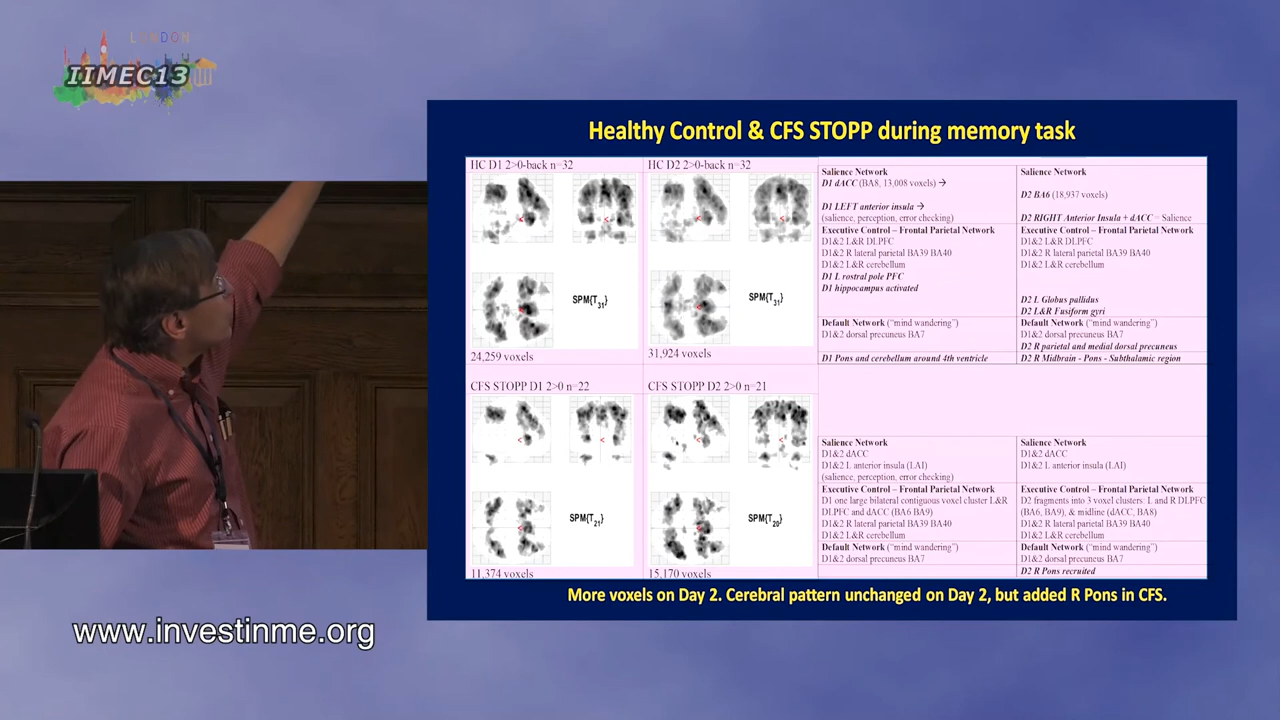 LONDON
IIMEC13
Healthy Control & CFS STOPP during memory task
HC D1 2>0-back n=32
HC D2 2>0-back n=32
SPM{T31}
SPM{T31}
24,259 voxels
31,924 voxels
Salience Network
D1 dACC (BA8, 13,008 voxels) →
D1 LEFT anterior insula →
(salience, perception, error checking)
Executive Control – Frontal Parietal Network
D1&2 L&R DLPFC
D1&2 R lateral parietal BA39 BA40
D1&2 L&R cerebellum
D1 L rostral pole PFC
D1 hippocampus activated
Default Network ("mind wandering")
D1&2 dorsal precuneus BA7
D1 Pons and cerebellum around 4th ventricle
Salience Network
D2 BA6 (18,937 voxels)
D2 RIGHT Anterior Insula + dACC = Salience
Executive Control – Frontal Parietal Network
D1&2 L&R DLPFC
D1&2 R lateral parietal BA39 BA40
D1&2 L&R cerebellum
D2 L Globus pallidus
D2 L&R Fusiform gyri
Default Network ("mind wandering")
D1&2 dorsal precuneus BA7
D2 R parietal and medial dorsal precuneus
D2 R Midbrain - Pons - Subthalamic region
CFS STOPP D1 2>0 n=22
CFS STOPP D2 2>0 n=21
SPM{T21}
SPM{T20}
11,374 voxels
15,170 voxels
Salience Network
D1&2 dACC
D1&2 L anterior insula (LAI)
(salience, perception, error checking)
Executive Control – Frontal Parietal Network
D1 one large bilateral contiguous voxel cluster L&R
DLPFC and dACC (BA6 BA9)
D1&2 R lateral parietal BA39 BA40
D1&2 L&R cerebellum
Default Network ("mind wandering")
D1&2 dorsal precuneus BA7
Salience Network
D1&2 dACC
D1&2 L anterior insula (LAI)
Executive Control – Frontal Parietal Network
D2 fragments into 3 voxel clusters: L and R DLPFC
(BA6, BA9), & midline (dACC, BA8)
D1&2 R lateral parietal BA39 BA40
D1&2 L&R cerebellum
Default Network ("mind wandering")
D1&2 dorsal precuneus BA7
D2 R Pons recruited
More voxels on Day 2. Cerebral pattern unchanged on Day 2, but added R Pons in CFS.
www.investinme.org